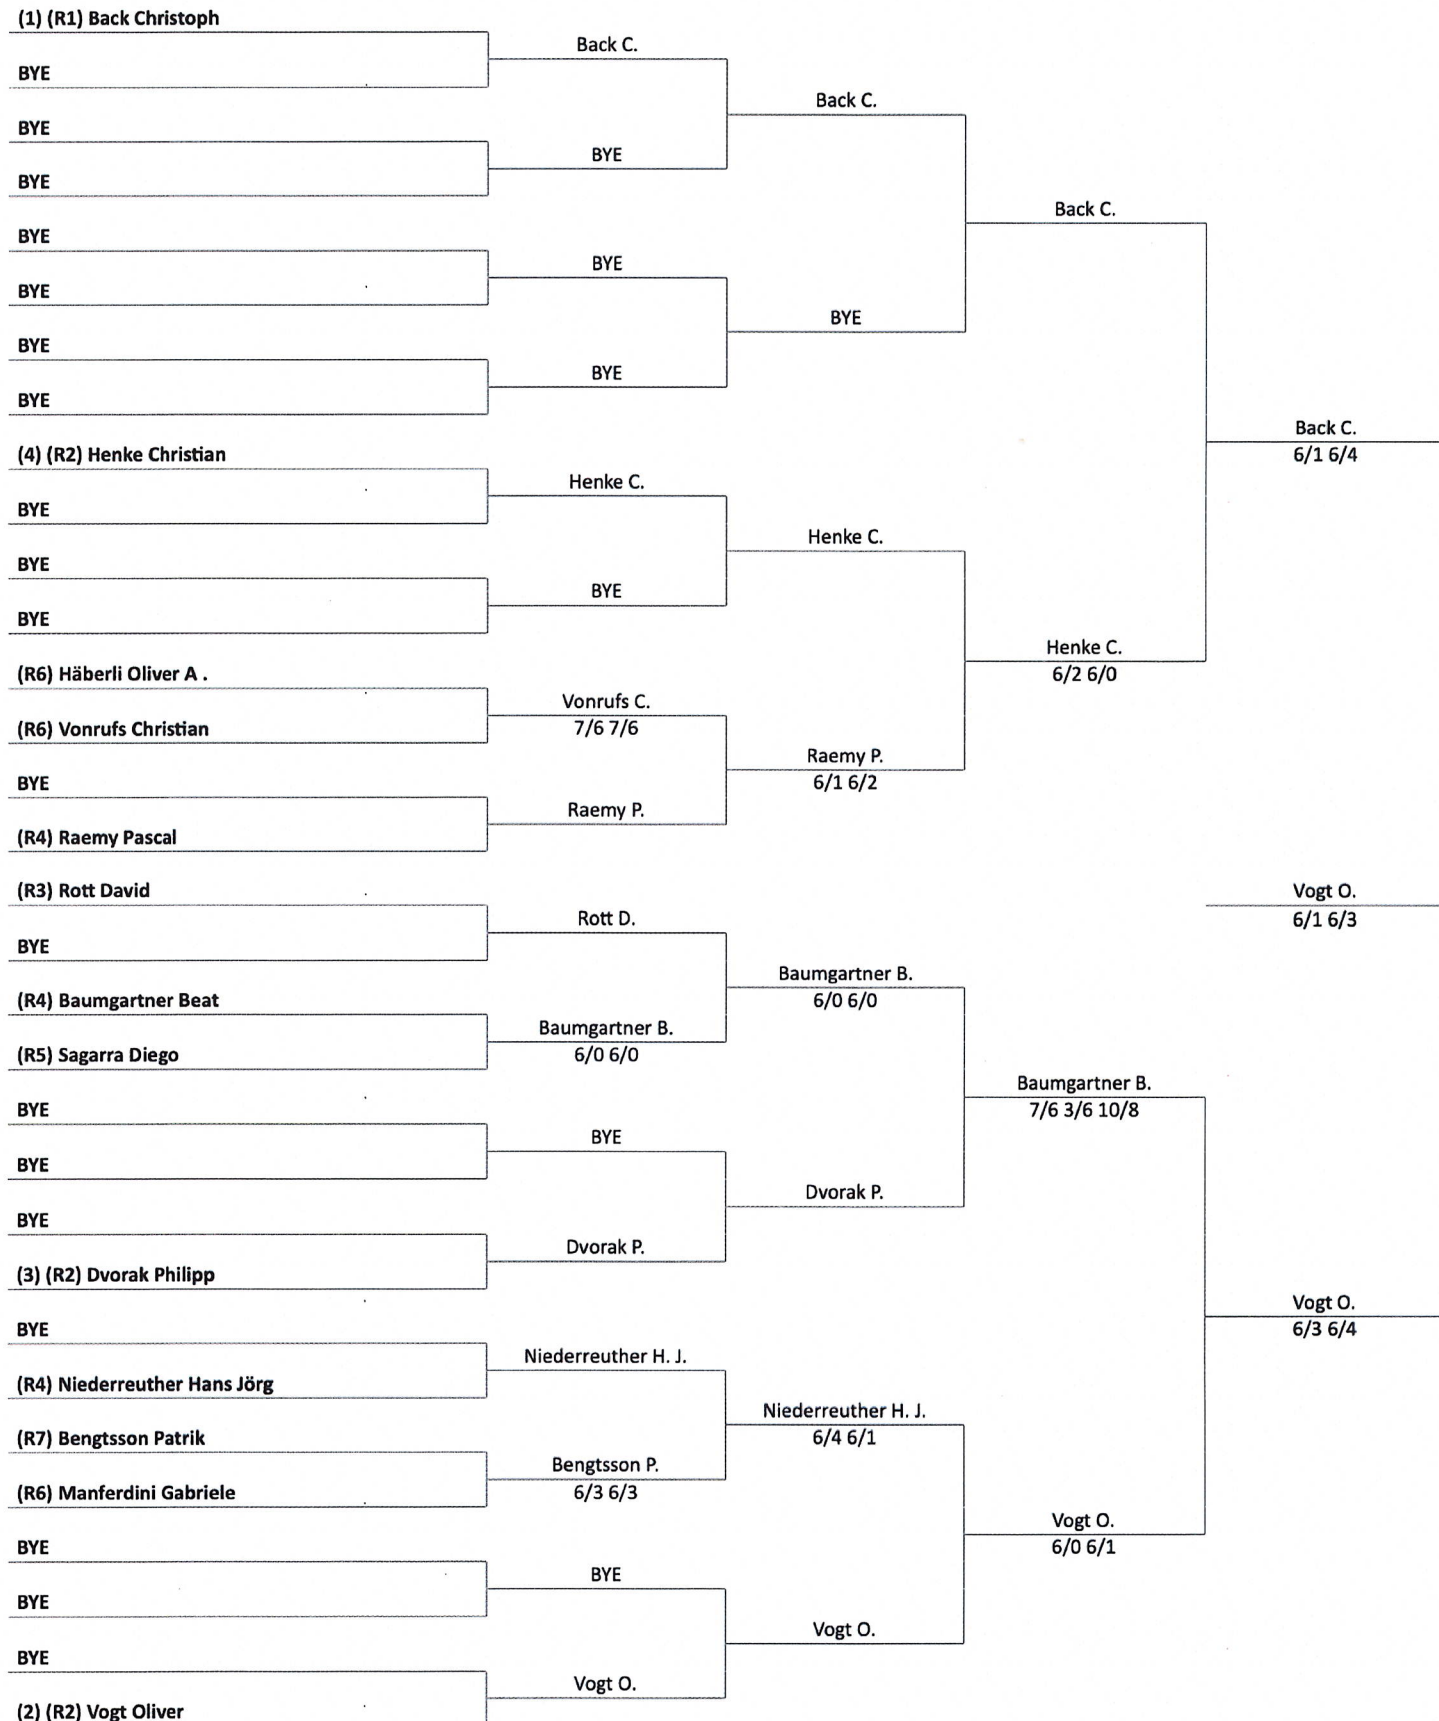 (1) (R1) Back Christoph
BYE
BYE
BYE
BYE
BYE
BYE
BYE
(4) (R2) Henke Christian
BYE
BYE
BYE
(R6) Häberli Oliver A .
(R6) Vonrufs Christian
BYE
(R4) Raemy Pascal
(R3) Rott David
BYE
(R4) Baumgartner Beat
(R5) Sagarra Diego
BYE
BYE
BYE
(3) (R2) Dvorak Philipp
BYE
(R4) Niederreuther Hans Jörg
(R7) Bengtsson Patrik
(R6) Manferdini Gabriele
BYE
BYE
BYE
(2) (R2) Vogt Oliver
Back C.
BYE
BYE
BYE
Henke C.
BYE
Vonrufs C.
7/6 7/6
Raemy P.
Rott D.
Baumgartner B.
6/0 6/0
BYE
Dvorak P.
Niederreuther H. J.
Bengtsson P.
6/3 6/3
BYE
Vogt O.
Back C.
BYE
Henke C.
Raemy P.
6/1 6/2
Baumgartner B.
6/0 6/0
Dvorak P.
Niederreuther H. J.
6/4 6/1
Vogt O.
Back C.
Henke C.
6/2 6/0
Baumgartner B.
7/6 3/6 10/8
Vogt O.
6/0 6/1
Back C.
6/1 6/4
Vogt O.
6/1 6/3
Vogt O.
6/3 6/4